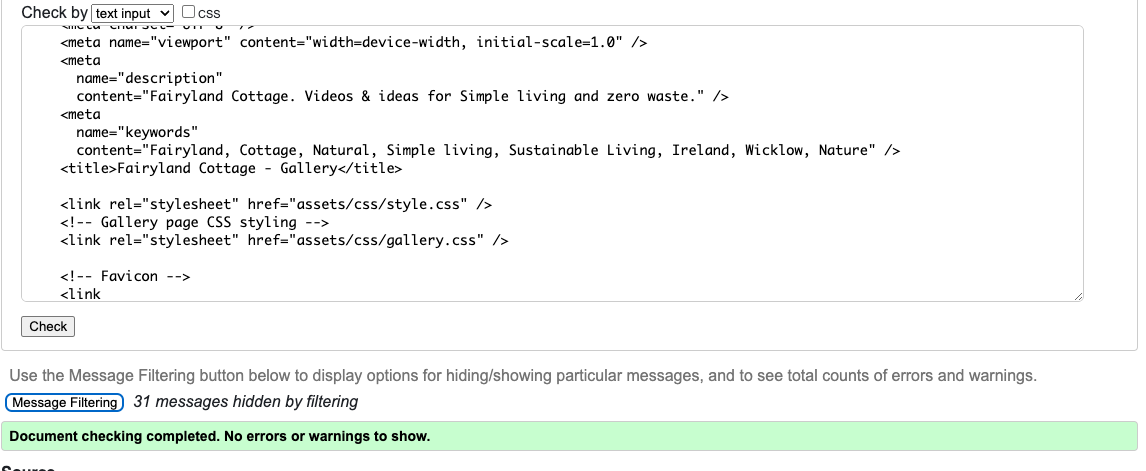 Check by text input CSS
<meta charset="utf-8" />
<meta name="viewport" content="width=device-width, initial-scale=1.0" />
<meta
name="description"
content="Fairyland Cottage. Videos & ideas for Simple living and zero waste." />
<meta
name="keywords"
content="Fairyland, Cottage, Natural, Simple living, Sustainable Living, Ireland, Wicklow, Nature" />
<title>Fairyland Cottage - Gallery</title>
<link rel="stylesheet" href="assets/css/style.css" />
<!-- Gallery page CSS styling -->
<link rel="stylesheet" href="assets/css/gallery.css" />
<!-- Favicon -->
<link
Check
Use the Message Filtering button below to display options for hiding/showing particular messages, and to see total counts of errors and warnings.
Message Filtering 31 messages hidden by filtering
Document checking completed. No errors or warnings to show.
Source